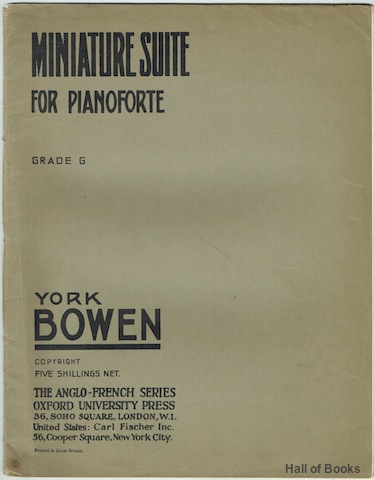 MINIATURE SUITE
FOR PIANOFORTE
GRADE G
YORK
BOWEN
COPYRIGHT
FIVE SHILLINGS NET.
THE ANGLO-FRENCH SERIES
OXFORD UNIVERSITY PRESS
36, SOHO SQUARE, LONDON, W.1.
United States: Carl Fischer Inc.
56, Cooper Square, New York City.
Printed in Great Britain.
Hall of Books